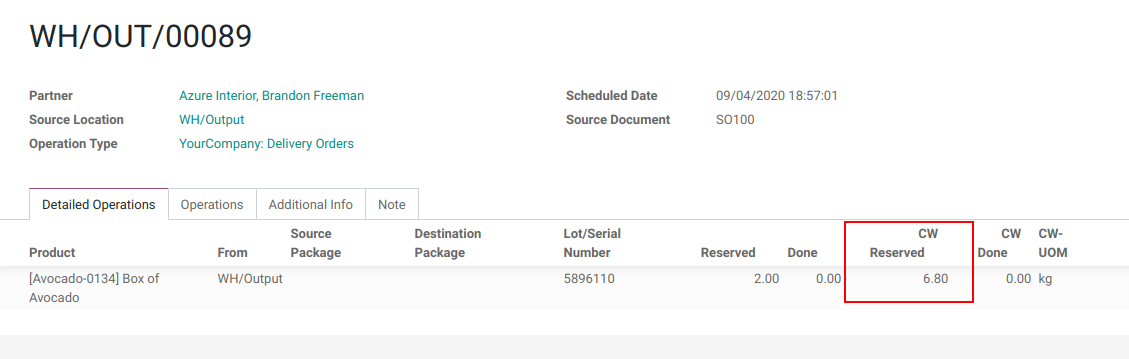 WH/OUT/00089
Partner Azure Interior, Brandon Freeman Scheduled Date 09/04/2020 18:57:01
Source Location WH/Output Source Document SO100
Operation Type YourCompany: Delivery Orders
Detailed Operations Operations Additional Info Note
Source Destination Lot/Serial CW CW CW-
Product From Package Package Number Reserved Done Reserved Done UOM
[Avocado-0134] Box of WH/Output 5896110 2.00 0.00 6.80 0.00 kg
Avocado